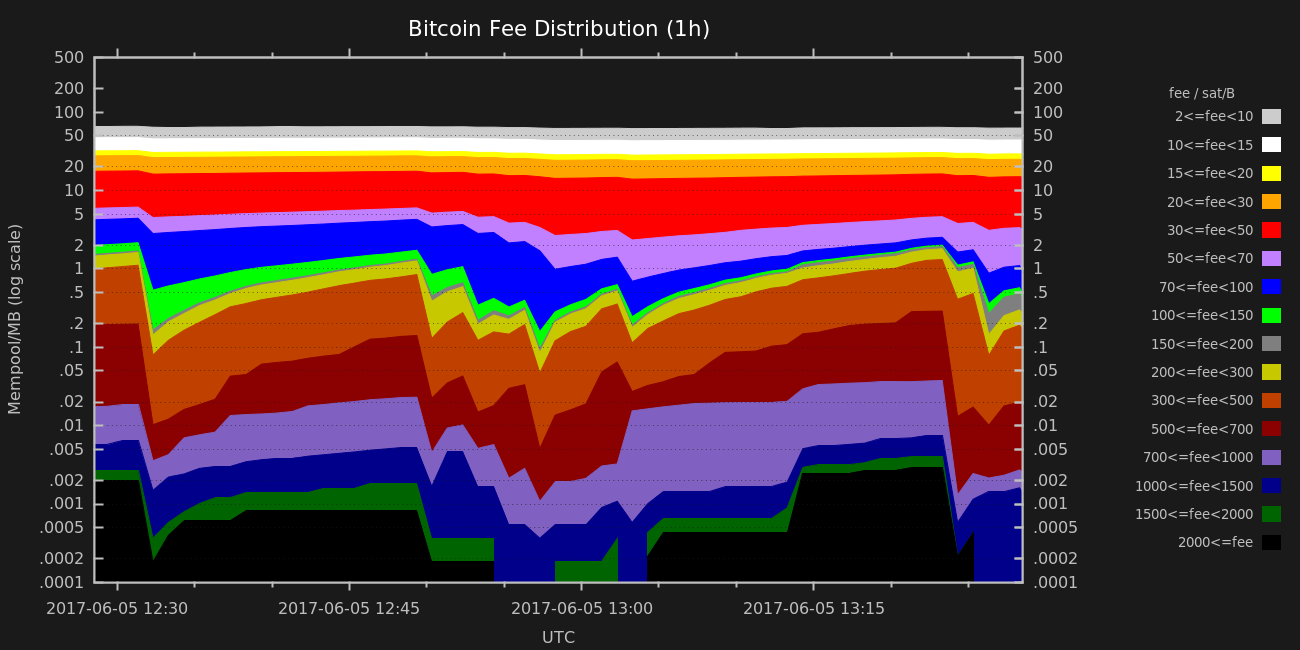 Bitcoin Fee Distribution (1h)
500 500
200 200
100 100
50 50
20 20
10 10
5 5
2 2
1 1
.5 .5
.2 .2
.1 .1
.05 .05
.02 .02
.01 .01
.005 .005
.002 .002
.001 .001
.0005 .0005
.0002 .0002
.0001 .0001
Mempool/MB (log scale)
2017-06-05 12:30 2017-06-05 12:45 2017-06-05 13:00 2017-06-05 13:15
UTC
fee / sat/B
2<=fee<10
10<=fee<15
15<=fee<20
20<=fee<30
30<=fee<50
50<=fee<70
70<=fee<100
100<=fee<150
150<=fee<200
200<=fee<300
300<=fee<500
500<=fee<700
700<=fee<1000
1000<=fee<1500
1500<=fee<2000
2000<=fee